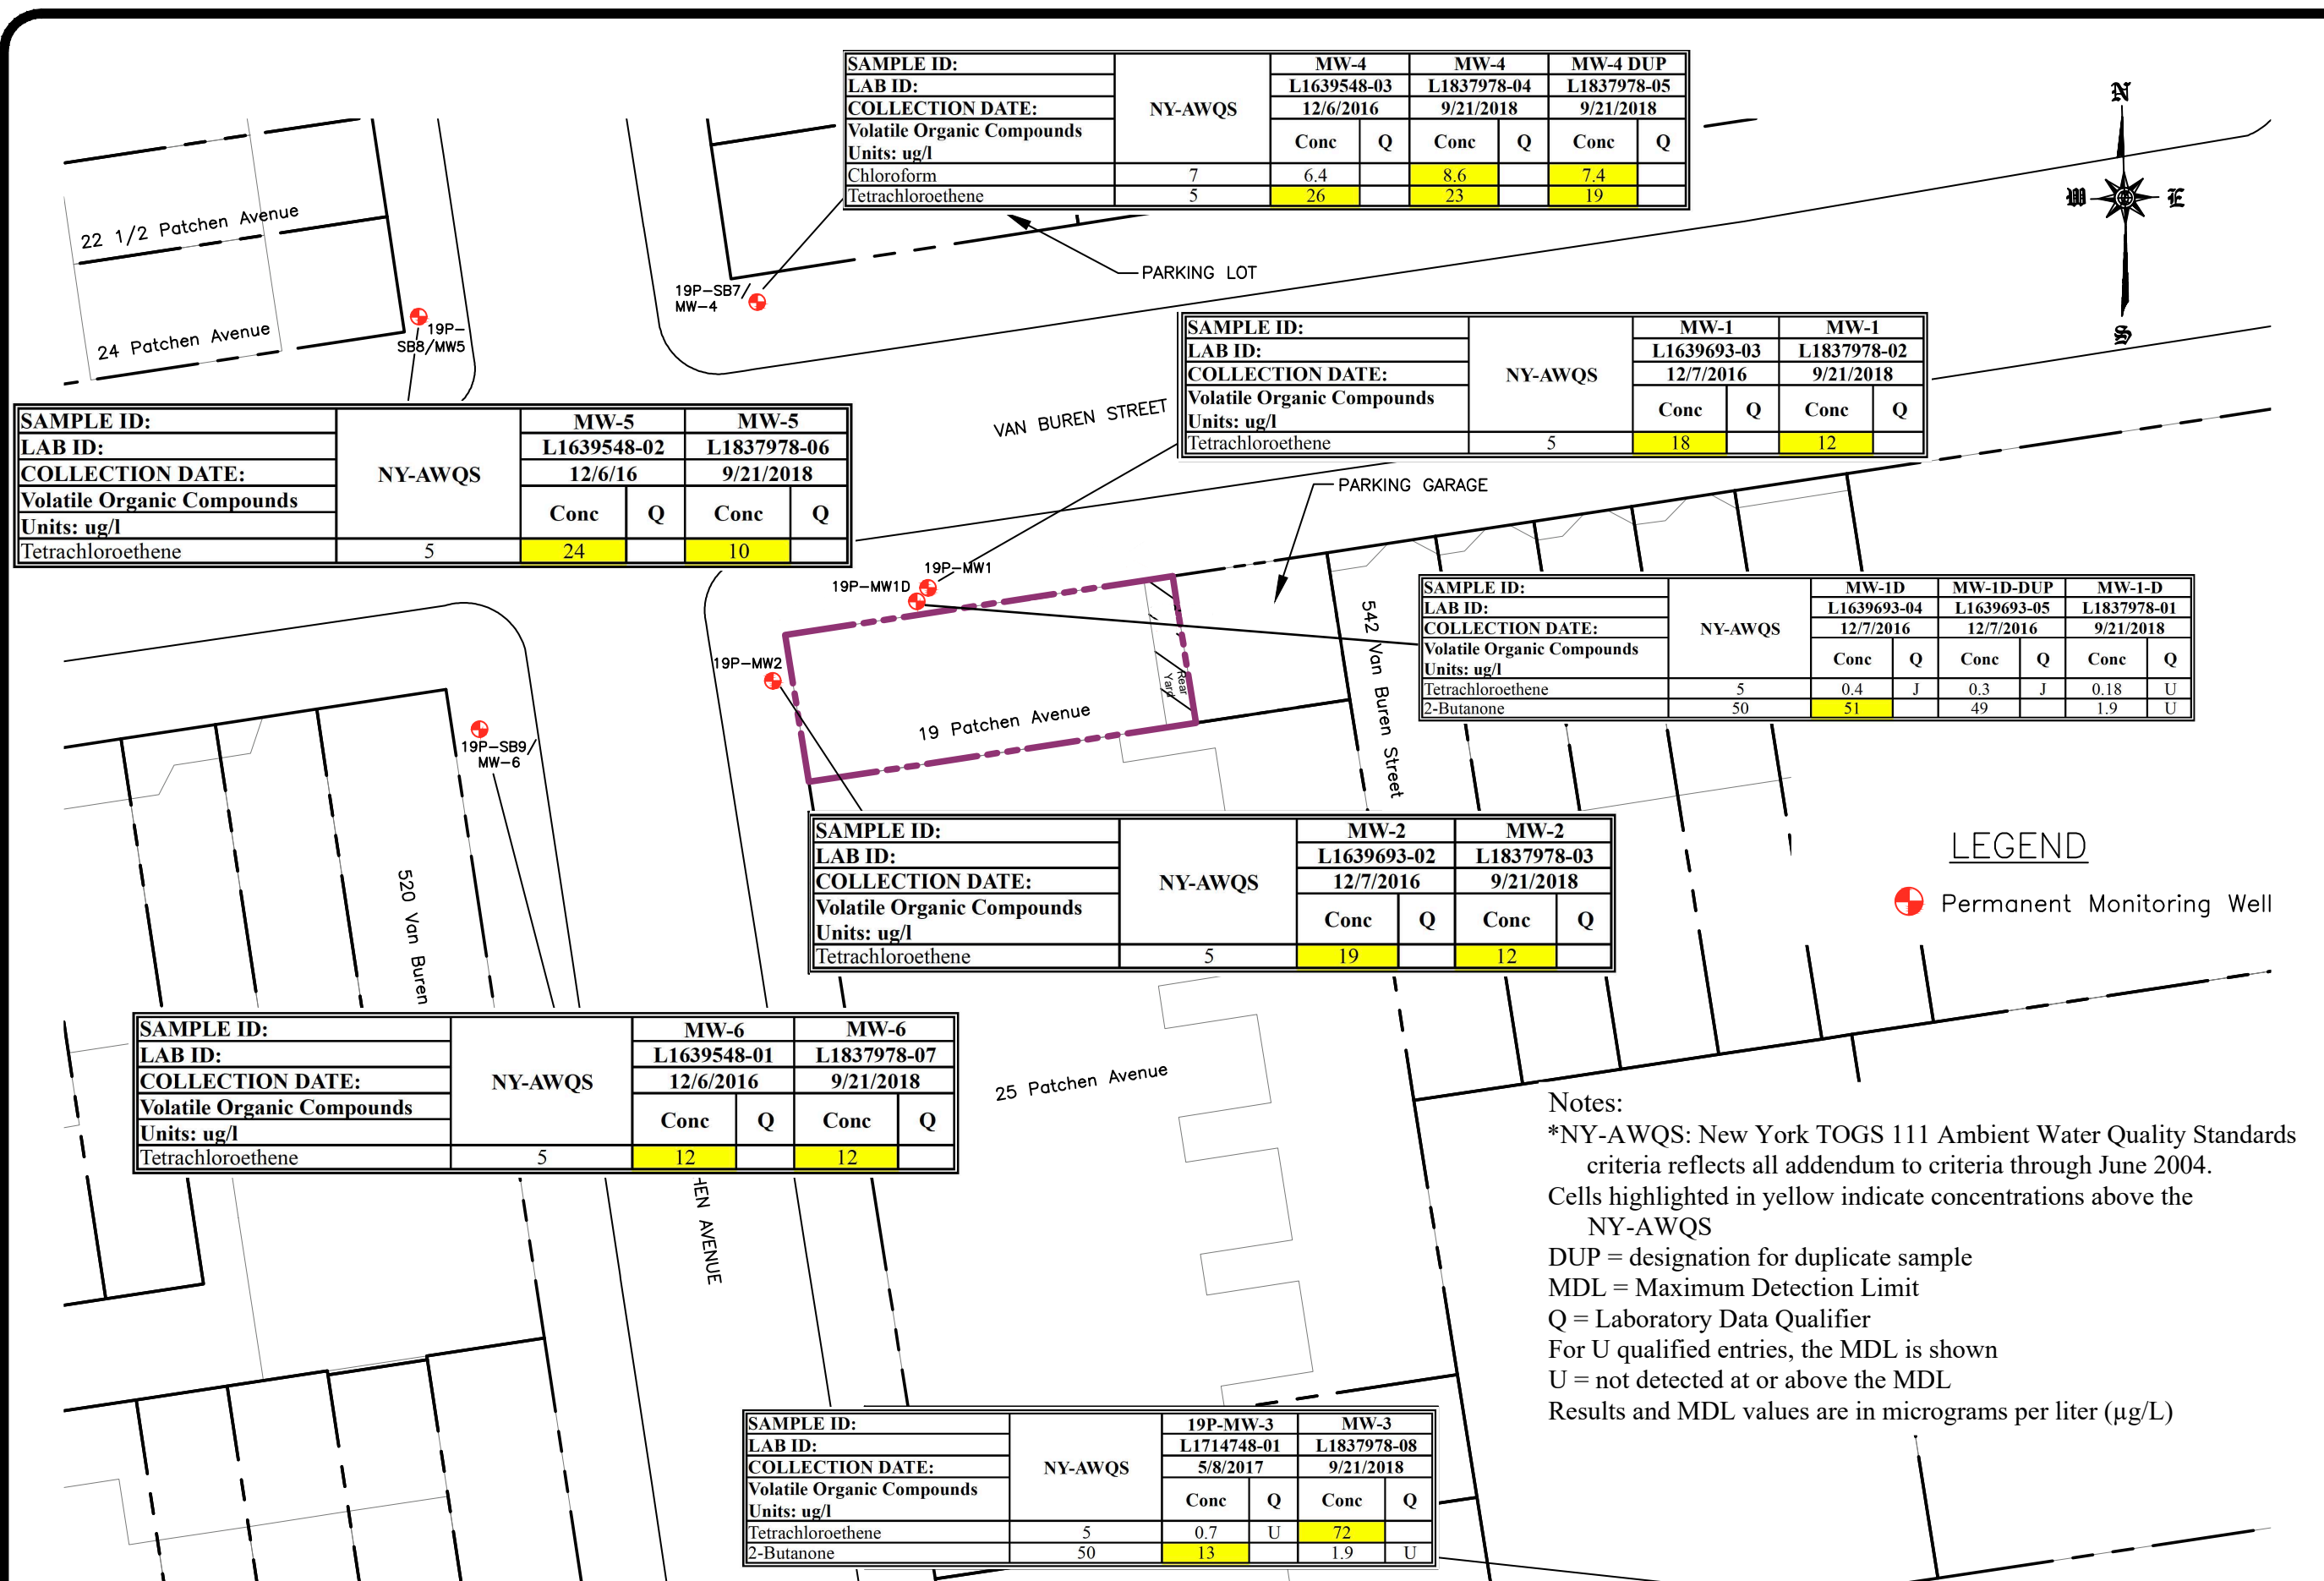 SAMPLE ID: NY-AWQS MW-4 MW-4 MW-4 DUP
LAB ID: L1639548-03 L1837978-04 L1837978-05
COLLECTION DATE: 12/6/2016 9/21/2018 9/21/2018
Volatile Organic Compounds
Units: ug/l Conc Q Conc Q Conc Q
Chloroform 7 6.4 8.6 7.4
Tetrachloroethene 5 26 23 19
N
W E
S
22 1/2 Patchen Avenue
24 Patchen Avenue
19P-
SB8/MW5
19P-SB7/
MW-4
PARKING LOT
SAMPLE ID: NY-AWQS MW-1 MW-1
LAB ID: L1639693-03 L1837978-02
COLLECTION DATE: 12/7/2016 9/21/2018
Volatile Organic Compounds
Units: ug/l Conc Q Conc Q
Tetrachloroethene 5 18 12
VAN BUREN STREET
SAMPLE ID: NY-AWQS MW-5 MW-5
LAB ID: L1639548-02 L1837978-06
COLLECTION DATE: 12/6/16 9/21/2018
Volatile Organic Compounds
Units: ug/l Conc Q Conc Q
Tetrachloroethene 5 24 10
PARKING GARAGE
19P-MW1
19P-MW1D
19P-MW2
19 Patchen Avenue
Rear
Yard
542 Van Buren Street
SAMPLE ID: NY-AWQS MW-1D MW-1D-DUP MW-1-D
LAB ID: L1639693-04 L1639693-05 L1837978-01
COLLECTION DATE: 12/7/2016 12/7/2016 9/21/2018
Volatile Organic Compounds
Units: ug/l Conc Q Conc Q Conc Q
Tetrachloroethene 5 0.4 J 0.3 J 0.18 U
2-Butanone 50 51 49 1.9 U
19P-SB9/
MW-6
520 Van Buren
SAMPLE ID: NY-AWQS MW-2 MW-2
LAB ID: L1639693-02 L1837978-03
COLLECTION DATE: 12/7/2016 9/21/2018
Volatile Organic Compounds
Units: ug/l Conc Q Conc Q
Tetrachloroethene 5 19 12
LEGEND
Permanent Monitoring Well
SAMPLE ID: NY-AWQS MW-6 MW-6
LAB ID: L1639548-01 L1837978-07
COLLECTION DATE: 12/6/2016 9/21/2018
Volatile Organic Compounds
Units: ug/l Conc Q Conc Q
Tetrachloroethene 5 12 12
25 Patchen Avenue
HEN AVENUE
Notes:
*NY-AWQS: New York TOGS 111 Ambient Water Quality Standards
criteria reflects all addendum to criteria through June 2004.
Cells highlighted in yellow indicate concentrations above the
NY-AWQS
DUP = designation for duplicate sample
MDL = Maximum Detection Limit
Q = Laboratory Data Qualifier
For U qualified entries, the MDL is shown
U = not detected at or above the MDL
Results and MDL values are in micrograms per liter (µg/L)
SAMPLE ID: NY-AWQS 19P-MW-3 MW-3
LAB ID: L1714748-01 L1837978-08
COLLECTION DATE: 5/8/2017 9/21/2018
Volatile Organic Compounds
Units: ug/l Conc Q Conc Q
Tetrachloroethene 5 0.7 U 72
2-Butanone 50 13 1.9 U